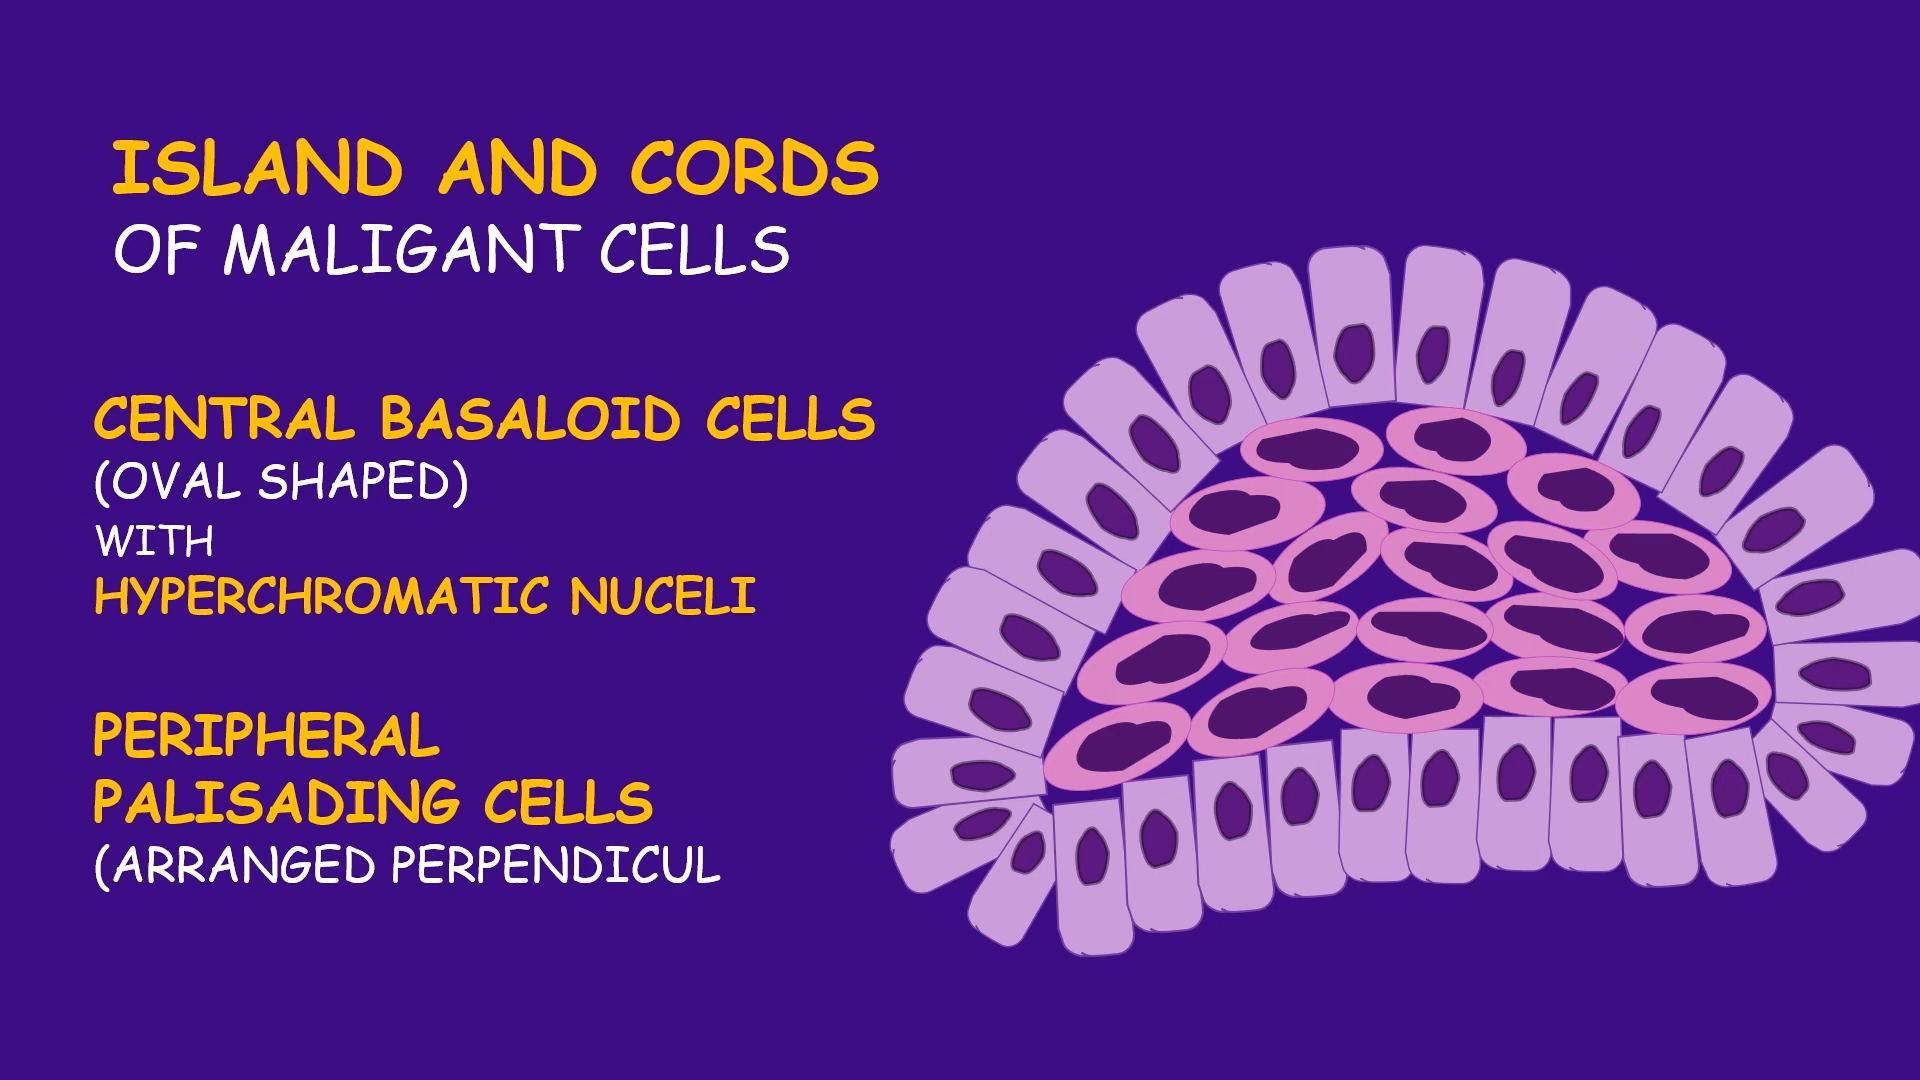 ISLAND AND CORDS
OF MALIGANT CELLS
CENTRAL BASALOID CELLS
(OVAL SHAPED)
WITH
HYPERCHROMATIC NUCELI
PERIPHERAL
PALISADING CELLS
(ARRANGED PERPENDICUL